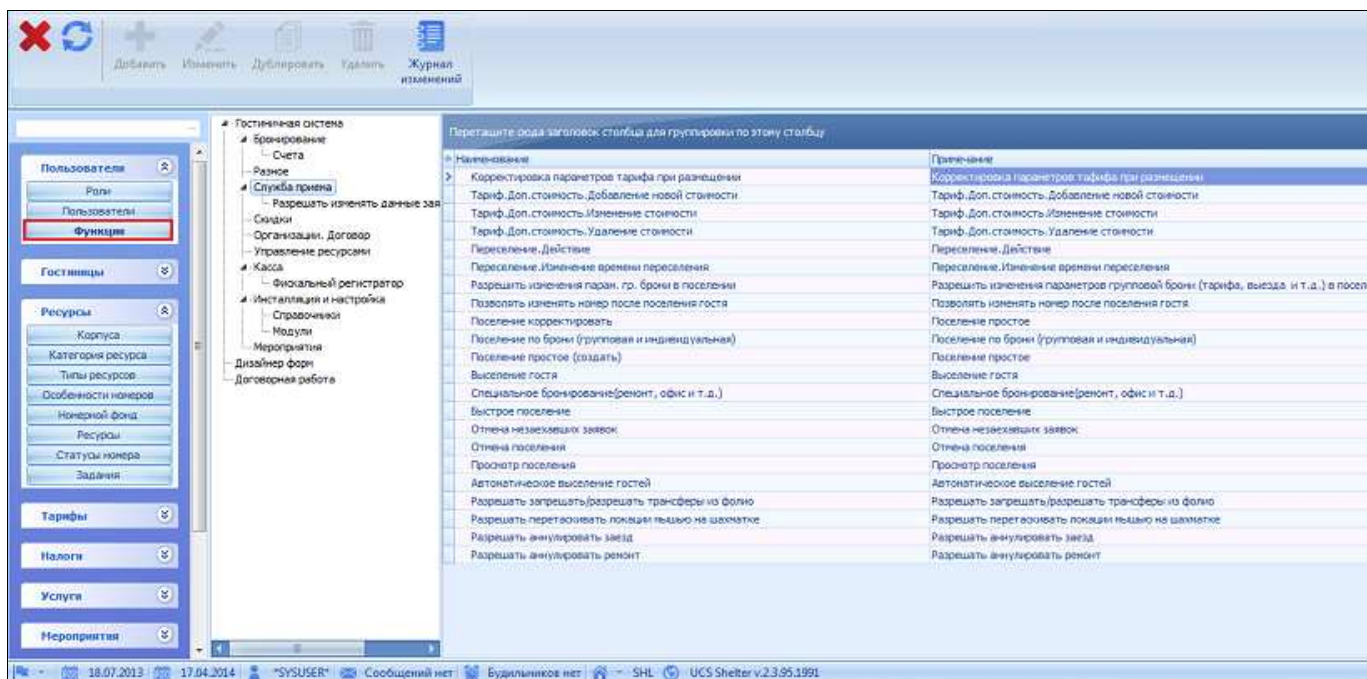 Добавить Изменить Дублировать Удалить Журнал
изменений
Пользователи
Роли
Пользователи
Функции
Гостиницы
Ресурсы
Корпуса
Категория ресурса
Типы ресурсов
Особенности номеров
Номерной фонд
Ресурсы
Статусы номера
Задания
Тарифы
Налоги
Услуги
Мероприятия
Гостиничная система
Бронирование
Счета
Разное
Служба приема
Разрешать изменять данные зая
Скидки
Организации. Договор
Управление ресурсами
Касса
Фискальный регистратор
Инсталляция и настройка
Справочники
Модули
Мероприятия
Дизайнер форм
Договорная работа
Перетащите сюда заголовок столбца для группировки по этому столбцу
Наименование Примечание
Корректировка параметров тарифа при размещении Корректировка параметров тафифа при размещении
Тариф.Доп.стоимость.Добавление новой стоимости Тариф.Доп.стоимость.Добавление новой стоимости
Тариф.Доп.стоимость.Изменение стоимости Тариф.Доп.стоимость.Изменение стоимости
Тариф.Доп.стоимость.Удаление стоимости Тариф.Доп.стоимость.Удаление стоимости
Переселение.Действие Переселение.Действие
Переселение.Изменение времени переселения Переселение.Изменение времени переселения
Разрешить изменения парам. гр. брони в поселении Разрешить изменения параметров групповой брони (тарифа, выезда и т.д.) в посел
Позволять изменять номер после поселения гостя Позволять изменять номер после поселения гостя
Поселение корректировать Поселение простое
Поселение по брони (групповая и индивидуальная) Поселение по брони (групповая и индивидуальная)
Поселение простое (создать) Поселение простое
Выселение гостя Выселение гостя
Специальное бронирование(ремонт, офис и т.д.) Специальное бронирование(ремонт, офис и т.д.)
Быстрое поселение Быстрое поселение
Отмена незаехавших заявок Отмена незаехавших заявок
Отмена поселения Отмена поселения
Просмотр поселения Просмотр поселения
Автоматическое выселение гостей Автоматическое выселение гостей
Разрешать запрещать/разрешать трансферы из фолио Разрешать запрещать/разрешать трансферы из фолио
Разрешать перетаскивать локации мышью на шахматке Разрешать перетаскивать локации мышью на шахматке
Разрешать аннулировать заезд Разрешать аннулировать заезд
Разрешать аннулировать ремонт Разрешать аннулировать ремонт
18.07.2013 17.04.2014 *SYSUSER* Сообщений нет Будильников нет SHL UCS Shelter v.2.3.95.1991